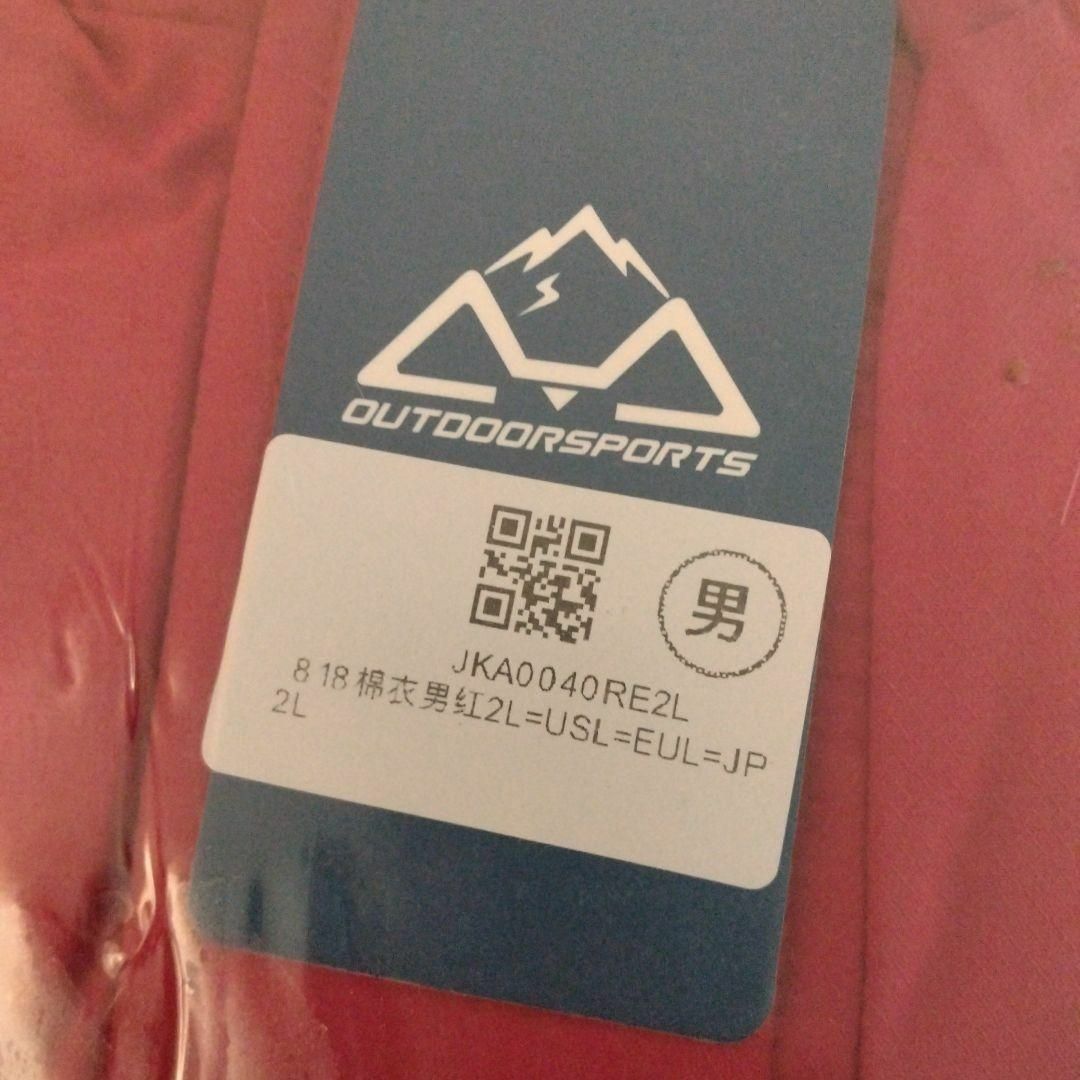 OUTDOORSPORTS
男
JKA0040RE2L
8 18 棉衣男红2L=USL=EUL=JP
2L